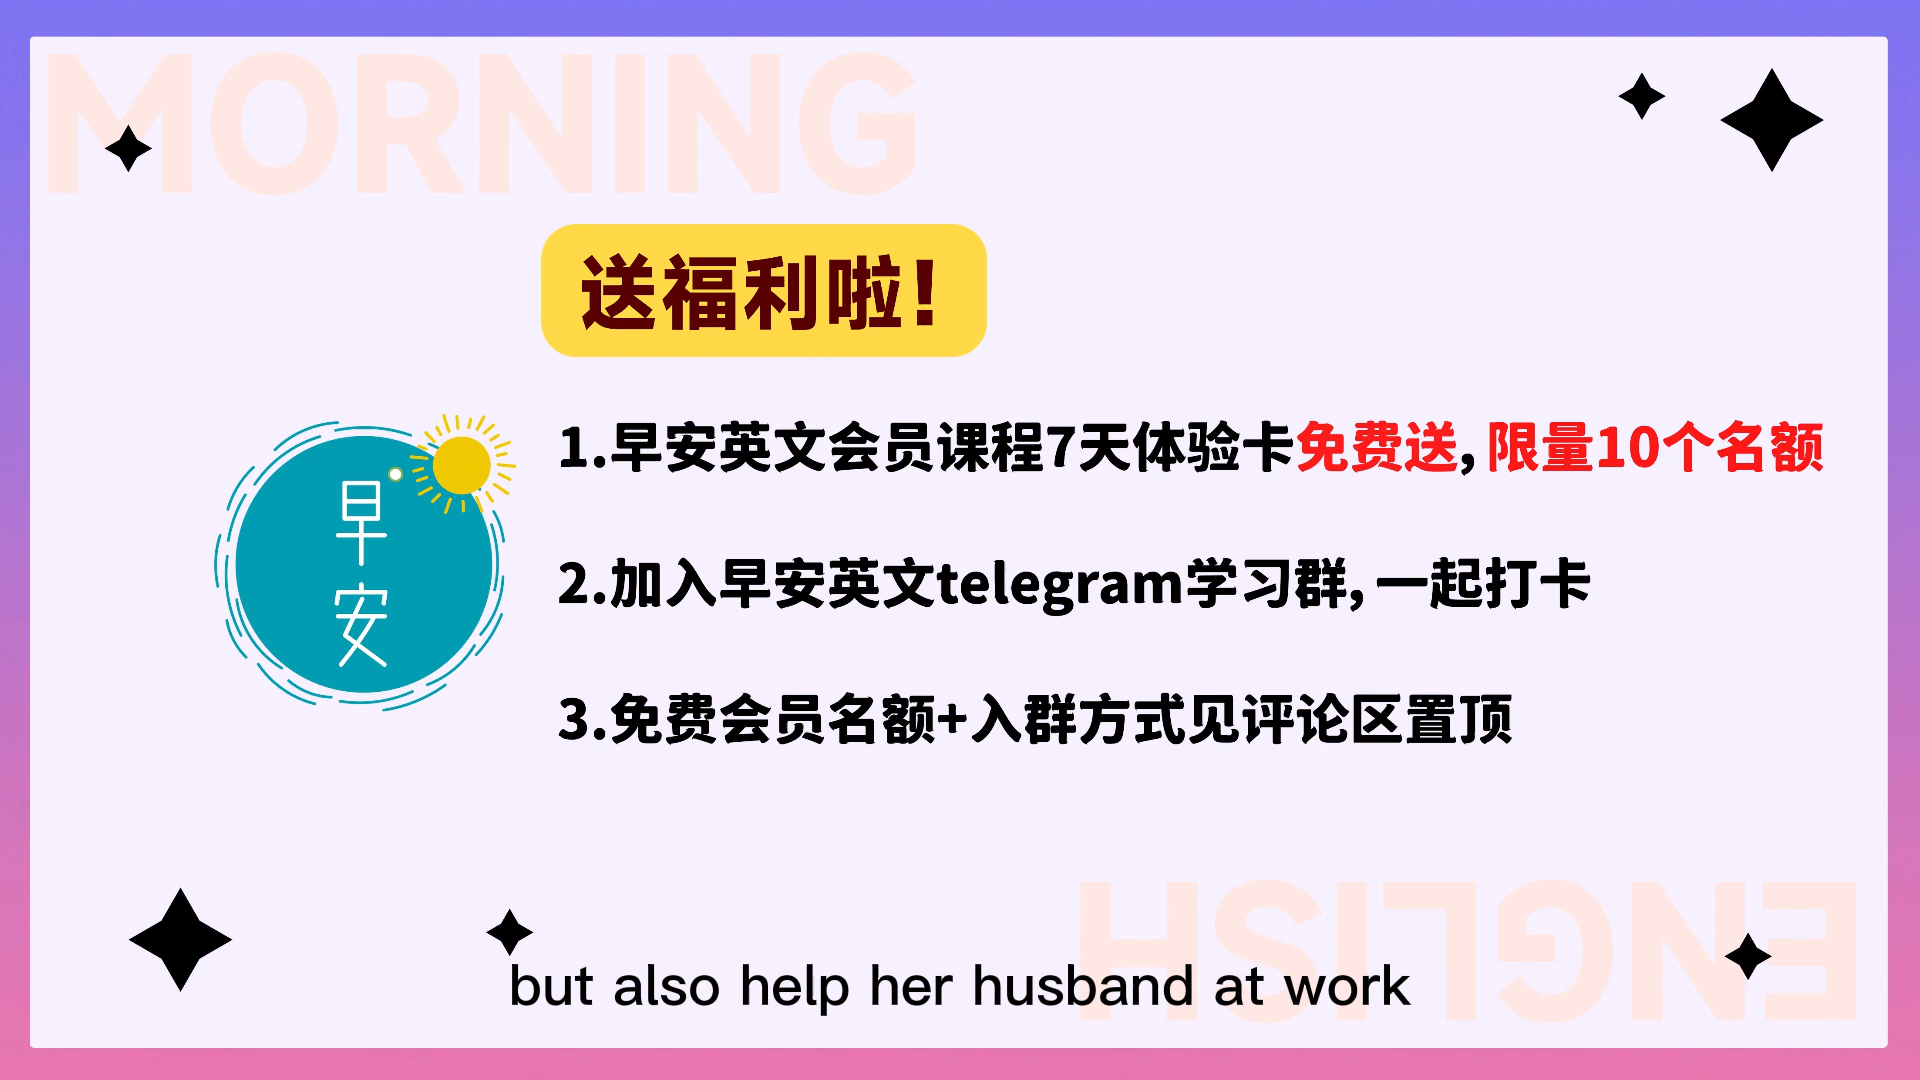 MORNING
送福利啦!
1.早安英文会员课程7天体验卡免费送,限量10个名额
早安
2.加入早安英文telegram学习群,一起打卡
3.免费会员名额+入群方式见评论区置顶
ENGLISH
but also help her husband at work